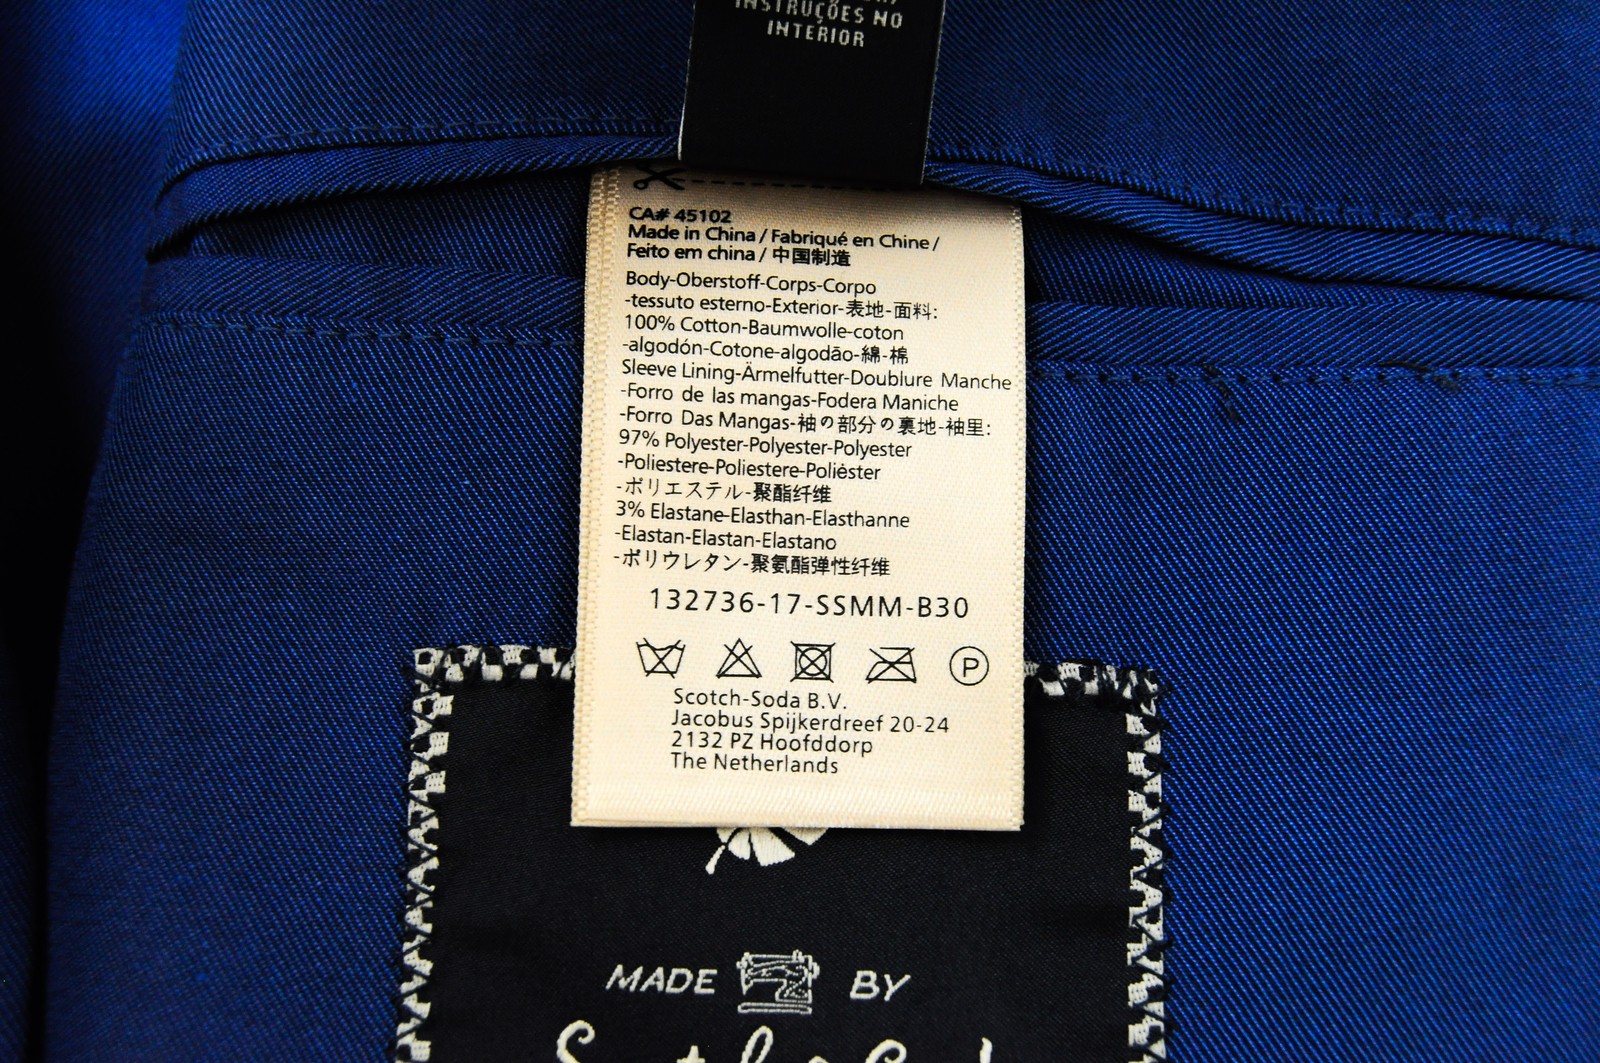 INSTRUÇÕES NO
INTERIOR
CA# 45102
Made in China / Fabriqué en Chine /
Feito em china / 中国制造
Body-Oberstoff-Corps-Corpo
-tessuto esterno-Exterior-表地-面料:
100% Cotton-Baumwolle-coton
-algodón-Cotone-algodão-綿-棉
Sleeve Lining-Ärmelfutter-Doublure Manche
-Forro de las mangas-Fodera Maniche
-Forro Das Mangas-袖の部分の裏地-袖里:
97% Polyester-Polyester-Polyester
-Poliestere-Poliestere-Poliéster
-ポリエステル-聚酯纤维
3% Elastane-Elasthan-Elasthanne
-Elastan-Elastan-Elastano
-ポリウレタン-聚氨酯弹性纤维
132736-17-SSMM-B30
P
Scotch-Soda B.V.
Jacobus Spijkerdreef 20-24
2132 PZ Hoofddorp
The Netherlands
MADE BY